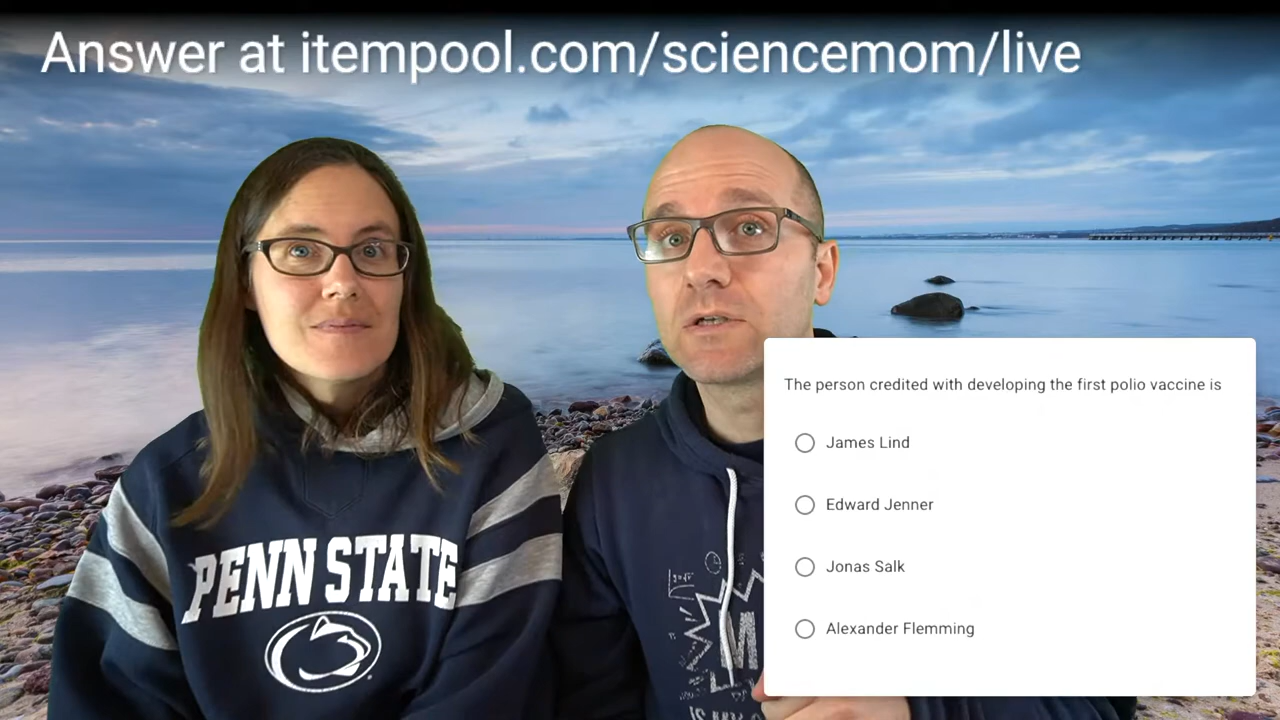 Answer at itempool.com/sciencemom/live
The person credited with developing the first polio vaccine is
James Lind
Edward Jenner
Jonas Salk
Alexander Flemming
PENN STATE